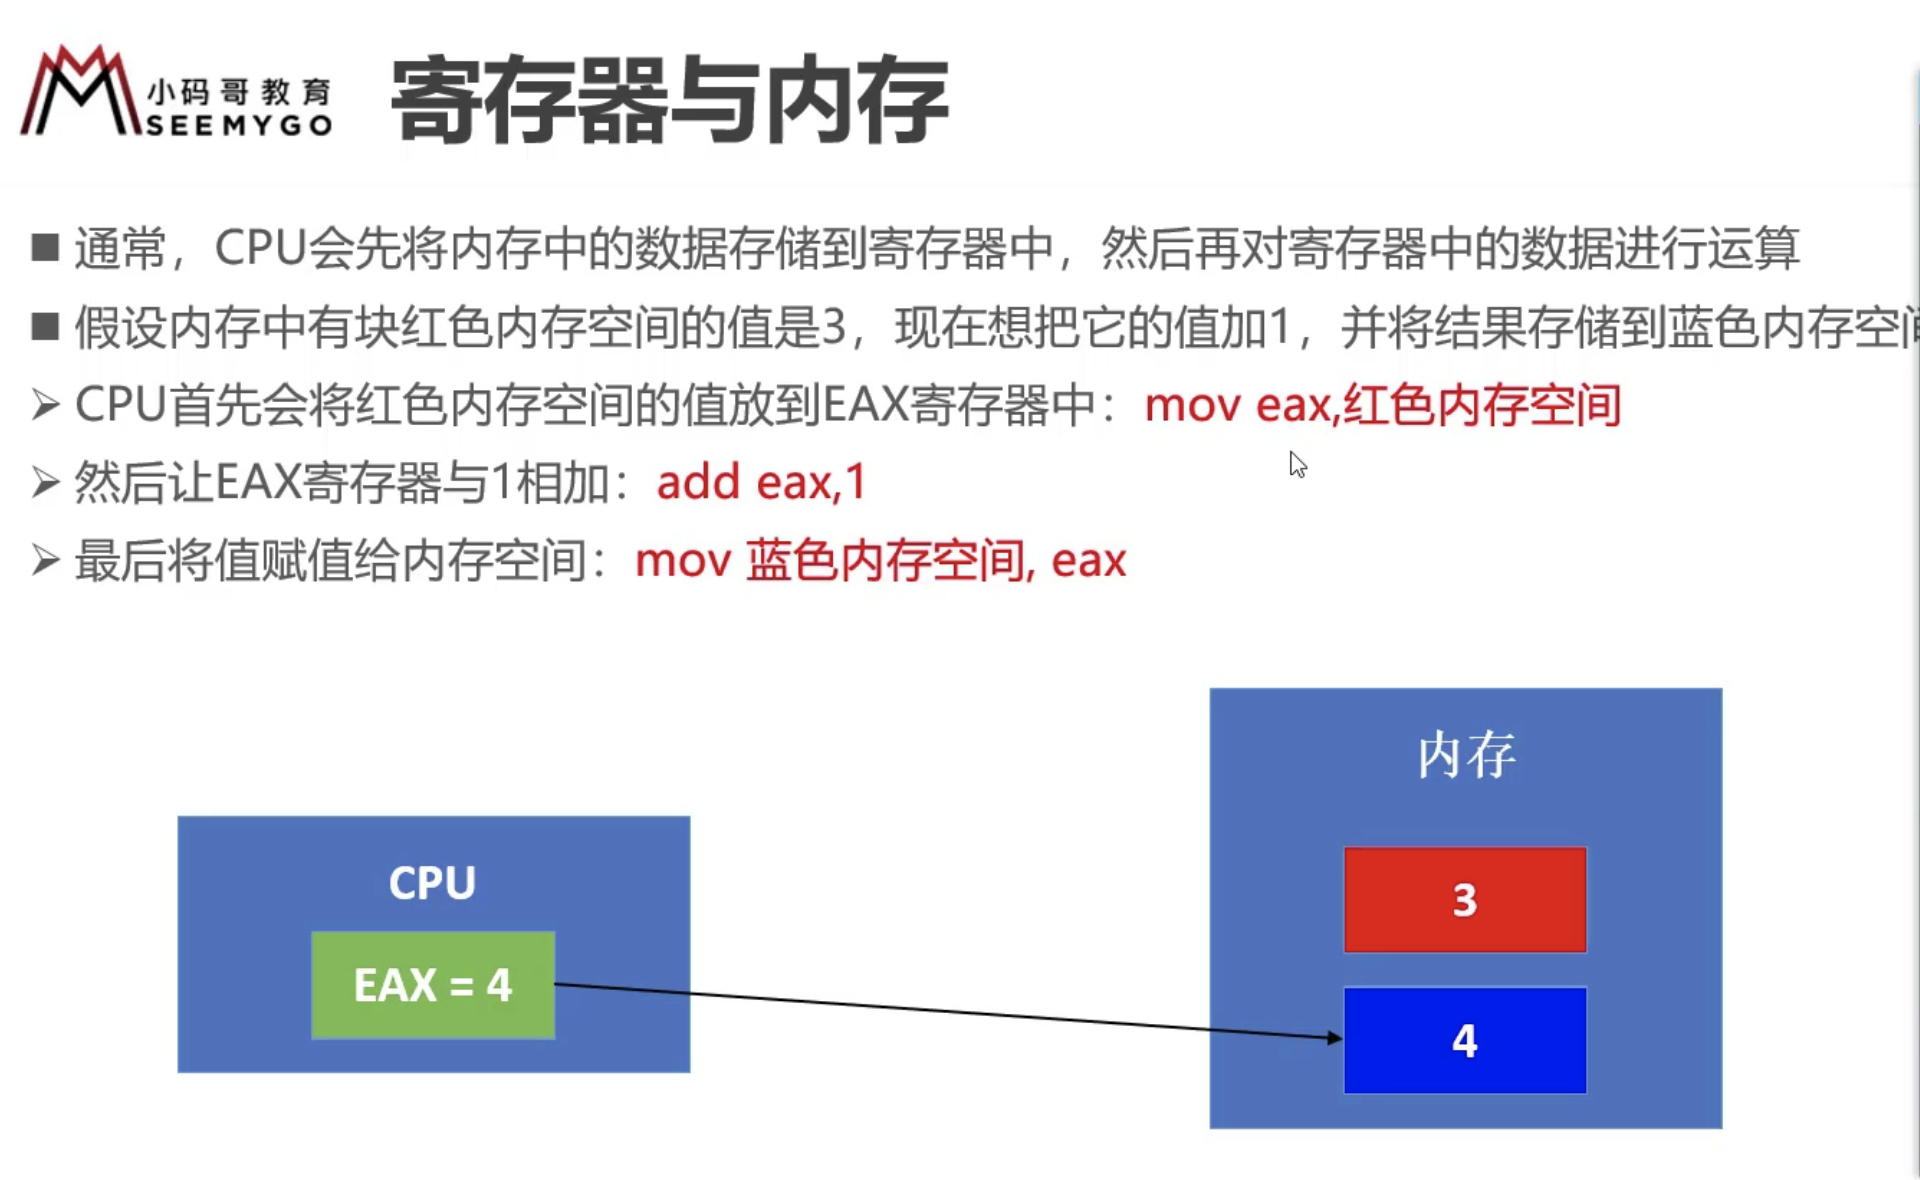 小码哥教育
SEEMYGO
寄存器与内存
■ 通常，CPU会先将内存中的数据存储到寄存器中，然后再对寄存器中的数据进行运算
■ 假设内存中有块红色内存空间的值是3，现在想把它的值加1，并将结果存储到蓝色内存空间
➢ CPU首先会将红色内存空间的值放到EAX寄存器中：mov eax,红色内存空间
➢ 然后让EAX寄存器与1相加：add eax,1
➢ 最后将值赋值给内存空间：mov 蓝色内存空间, eax
内存
CPU
3
EAX = 4
4